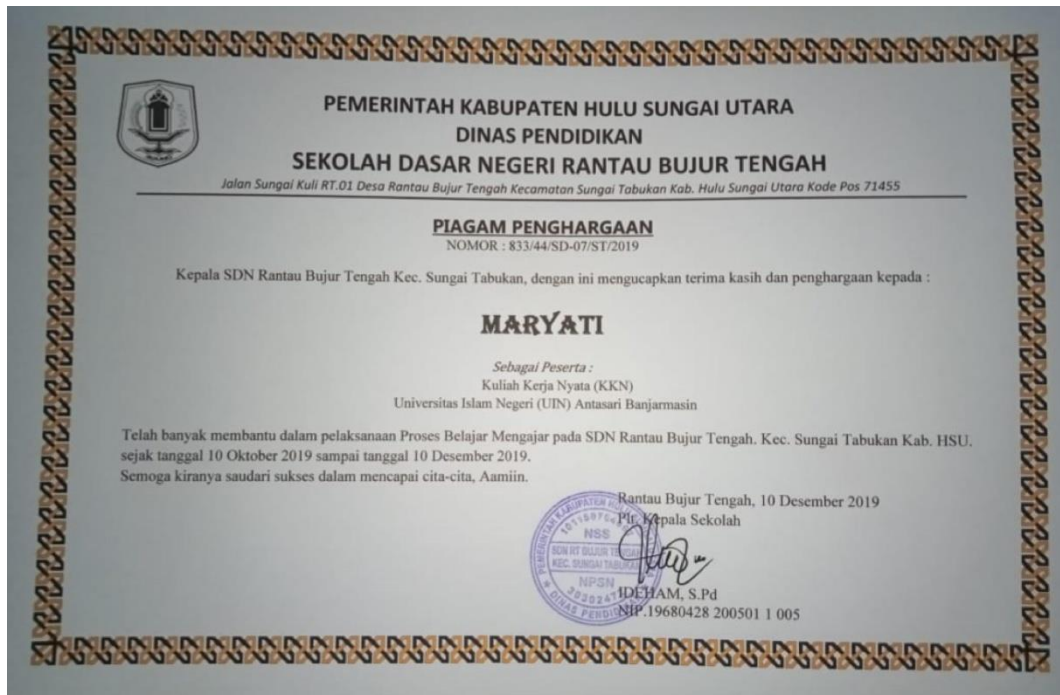 PEMERINTAH KABUPATEN HULU SUNGAI UTARA
DINAS PENDIDIKAN
SEKOLAH DASAR NEGERI RANTAU BUJUR TENGAH
Jalan Sungai Kuli RT.01 Desa Rantau Bujur Tengah Kecamatan Sungai Tabukan Kab. Hulu Sungai Utara Kode Pos 71455
PIAGAM PENGHARGAAN
NOMOR : 833/44/SD-07/ST/2019
Kepala SDN Rantau Bujur Tengah Kec. Sungai Tabukan, dengan ini mengucapkan terima kasih dan penghargaan kepada :
MARYATI
Sebagai Peserta :
Kuliah Kerja Nyata (KKN)
Universitas Islam Negeri (UIN) Antasari Banjarmasin
Telah banyak membantu dalam pelaksanaan Proses Belajar Mengajar pada SDN Rantau Bujur Tengah. Kec. Sungai Tabukan Kab. HSU.
sejak tanggal 10 Oktober 2019 sampai tanggal 10 Desember 2019.
Semoga kiranya saudari sukses dalam mencapai cita-cita, Aamiin.
Rantau Bujur Tengah, 10 Desember 2019
Plt. Kepala Sekolah
NSS
KEC. SUNGAI
NPSN
IDEHAM, S.Pd
NIP.19680428 200501 1 005